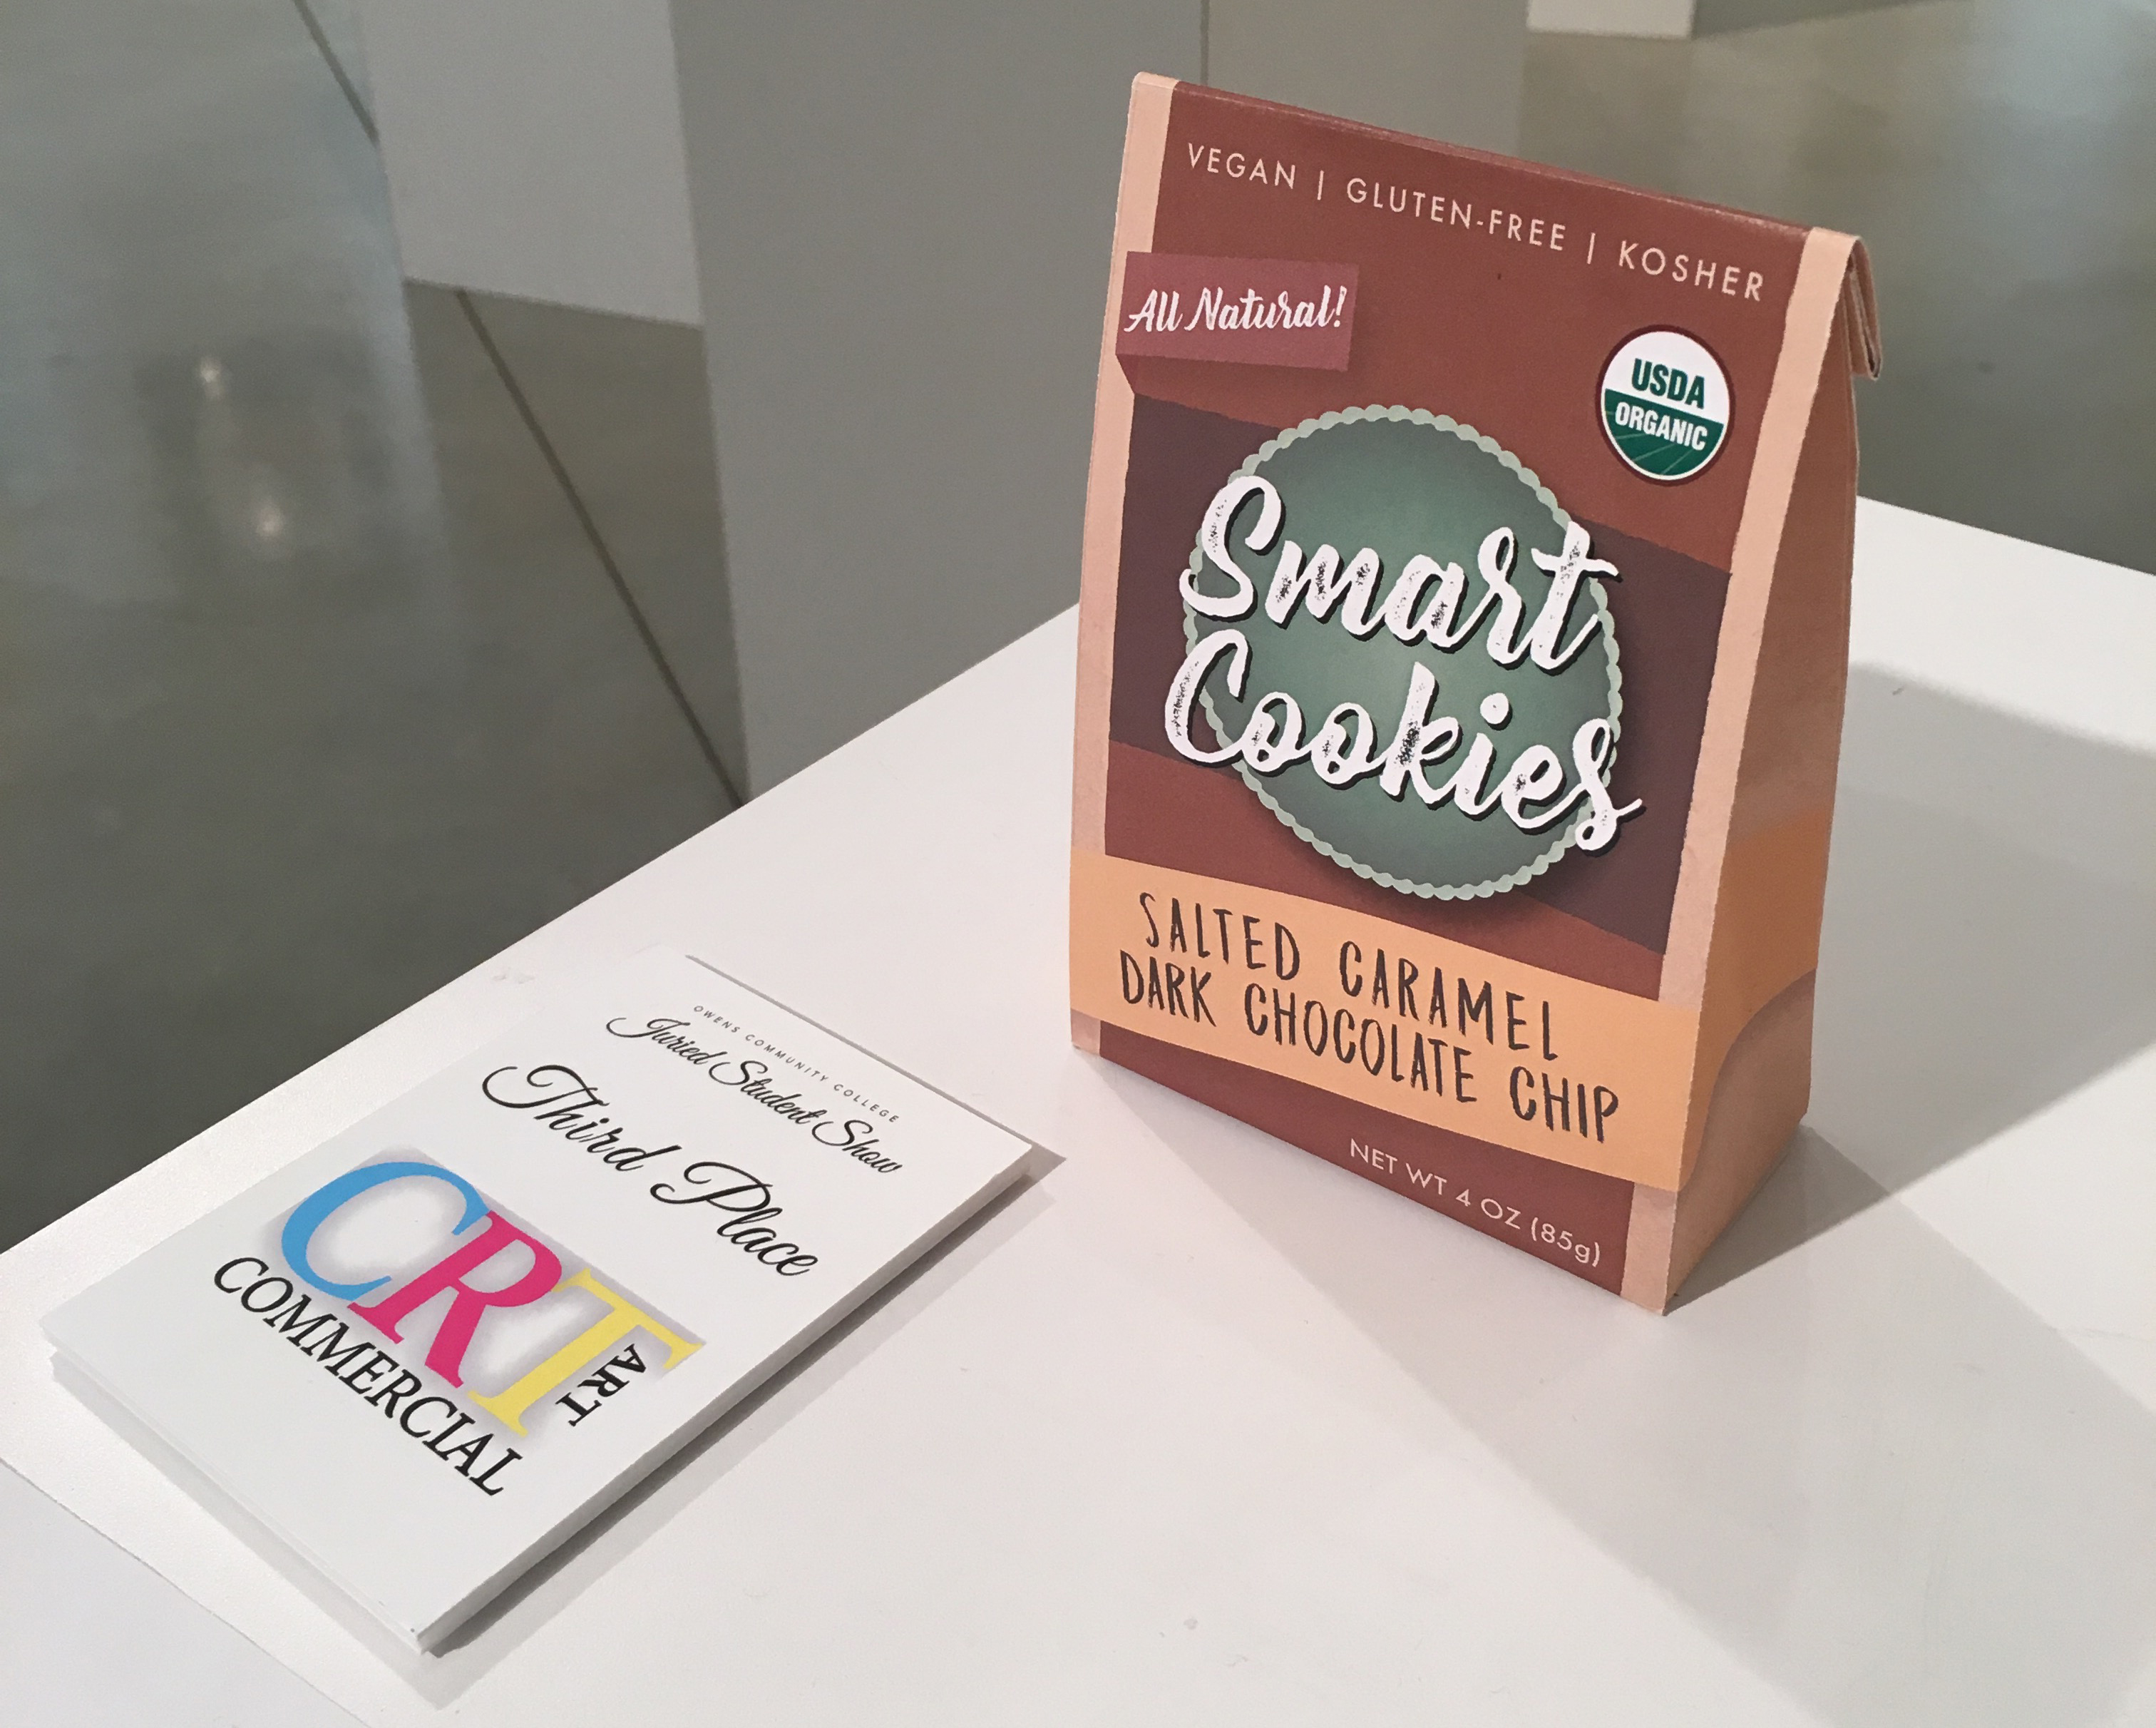 VEGAN | GLUTEN-FREE | KOSHER
All Natural!
USDA
ORGANIC
Smart
Cookies
SALTED CARAMEL
DARK CHOCOLATE CHIP
NET WT 4 OZ (85g)
OWENS COMMUNITY COLLEGE
Juried Student Show
Third Place
CRT
ART
COMMERCIAL